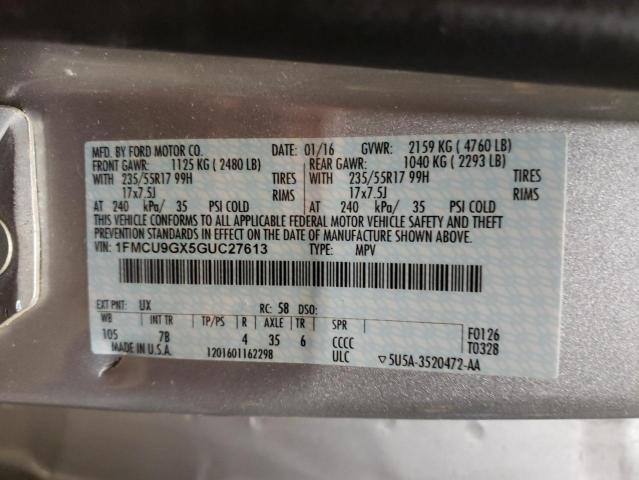 MFD. BY FORD MOTOR CO. DATE: 01/16 GVWR: 2159 KG ( 4760 LB)
FRONT GAWR: 1125 KG ( 2480 LB) REAR GAWR: 1040 KG ( 2293 LB)
WITH 235/55R17 99H TIRES WITH 235/55R17 99H TIRES
17x7.5J RIMS 17x7.5J RIMS
AT 240 kPa/ 35 PSI COLD AT 240 kPa/ 35 PSI COLD
THIS VEHICLE CONFORMS TO ALL APPLICABLE FEDERAL MOTOR VEHICLE SAFETY AND THEFT
PREVENTION STANDARDS IN EFFECT ON THE DATE OF MANUFACTURE SHOWN ABOVE.
VIN: 1FMCU9GX5GUC27613 TYPE: MPV
EXT PNT: UX RC: 58 DSO:
WB INT TR TP/PS R AXLE TR SPR F0126
105 7B 4 35 6 CCCC T0328
MADE IN U.S.A. 1201601162298 ULC ▽5U5A-3520472-AA